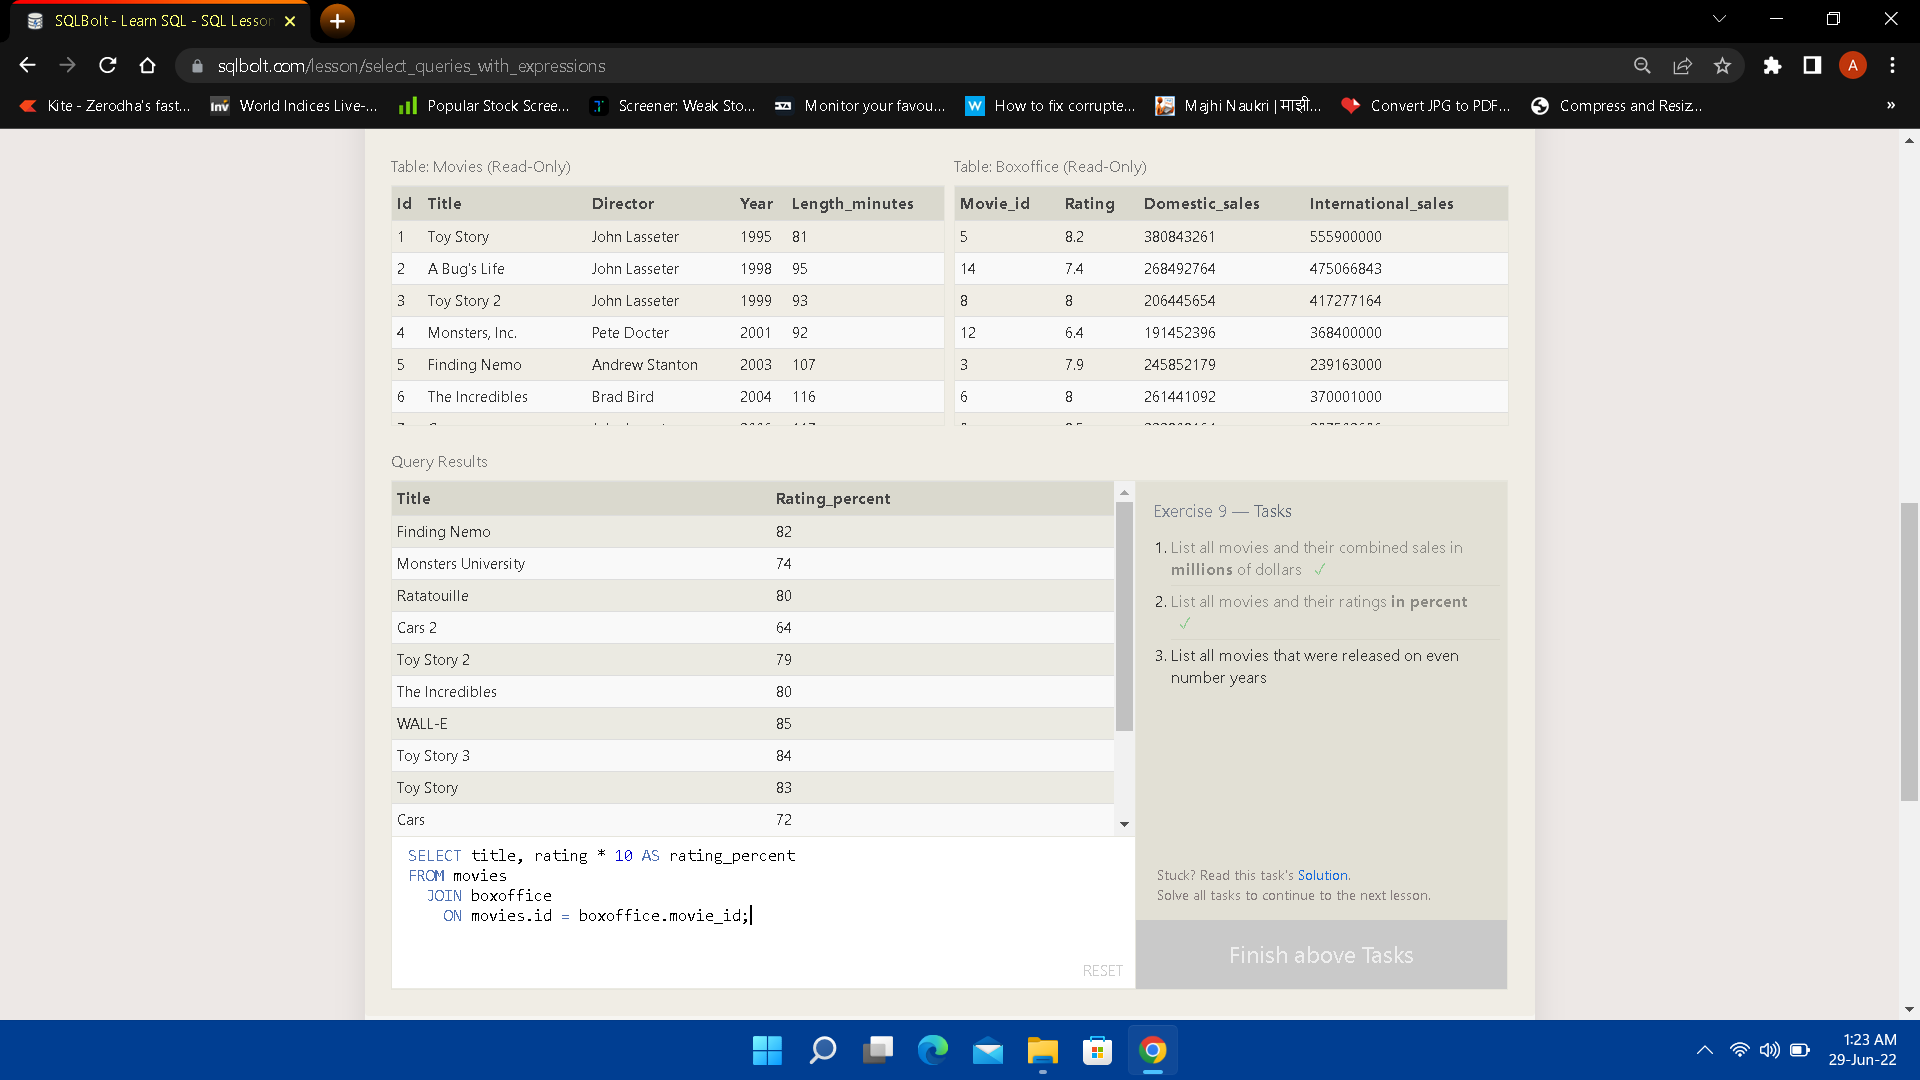 SQLBolt - Learn SQL - SQL Lesson
sqlbolt.com/lesson/select_queries_with_expressions
A
Kite - Zerodha's fast...
Inv World Indices Live-...
Popular Stock Scree...
Screener: Weak Sto...
Monitor your favou...
W How to fix corrupte...
Majhi Naukri | माझी...
Convert JPG to PDF...
Compress and Resiz...
»
Table: Movies (Read-Only)
Id Title Director Year Length_minutes
1 Toy Story John Lasseter 1995 81
2 A Bug's Life John Lasseter 1998 95
3 Toy Story 2 John Lasseter 1999 93
4 Monsters, Inc. Pete Docter 2001 92
5 Finding Nemo Andrew Stanton 2003 107
6 The Incredibles Brad Bird 2004 116
Table: Boxoffice (Read-Only)
Movie_id Rating Domestic_sales International_sales
5 8.2 380843261 555900000
14 7.4 268492764 475066843
8 8 206445654 417277164
12 6.4 191452396 368400000
3 7.9 245852179 239163000
6 8 261441092 370001000
Query Results
Title Rating_percent
Finding Nemo 82
Monsters University 74
Ratatouille 80
Cars 2 64
Toy Story 2 79
The Incredibles 80
WALL-E 85
Toy Story 3 84
Toy Story 83
Cars 72
SELECT title, rating * 10 AS rating_percent
FROM movies
JOIN boxoffice
ON movies.id = boxoffice.movie_id;
RESET
Exercise 9 — Tasks
1. List all movies and their combined sales in
millions of dollars ✓
2. List all movies and their ratings in percent
✓
3. List all movies that were released on even
number years
Stuck? Read this task's Solution.
Solve all tasks to continue to the next lesson.
Finish above Tasks
1:23 AM
29-Jun-22